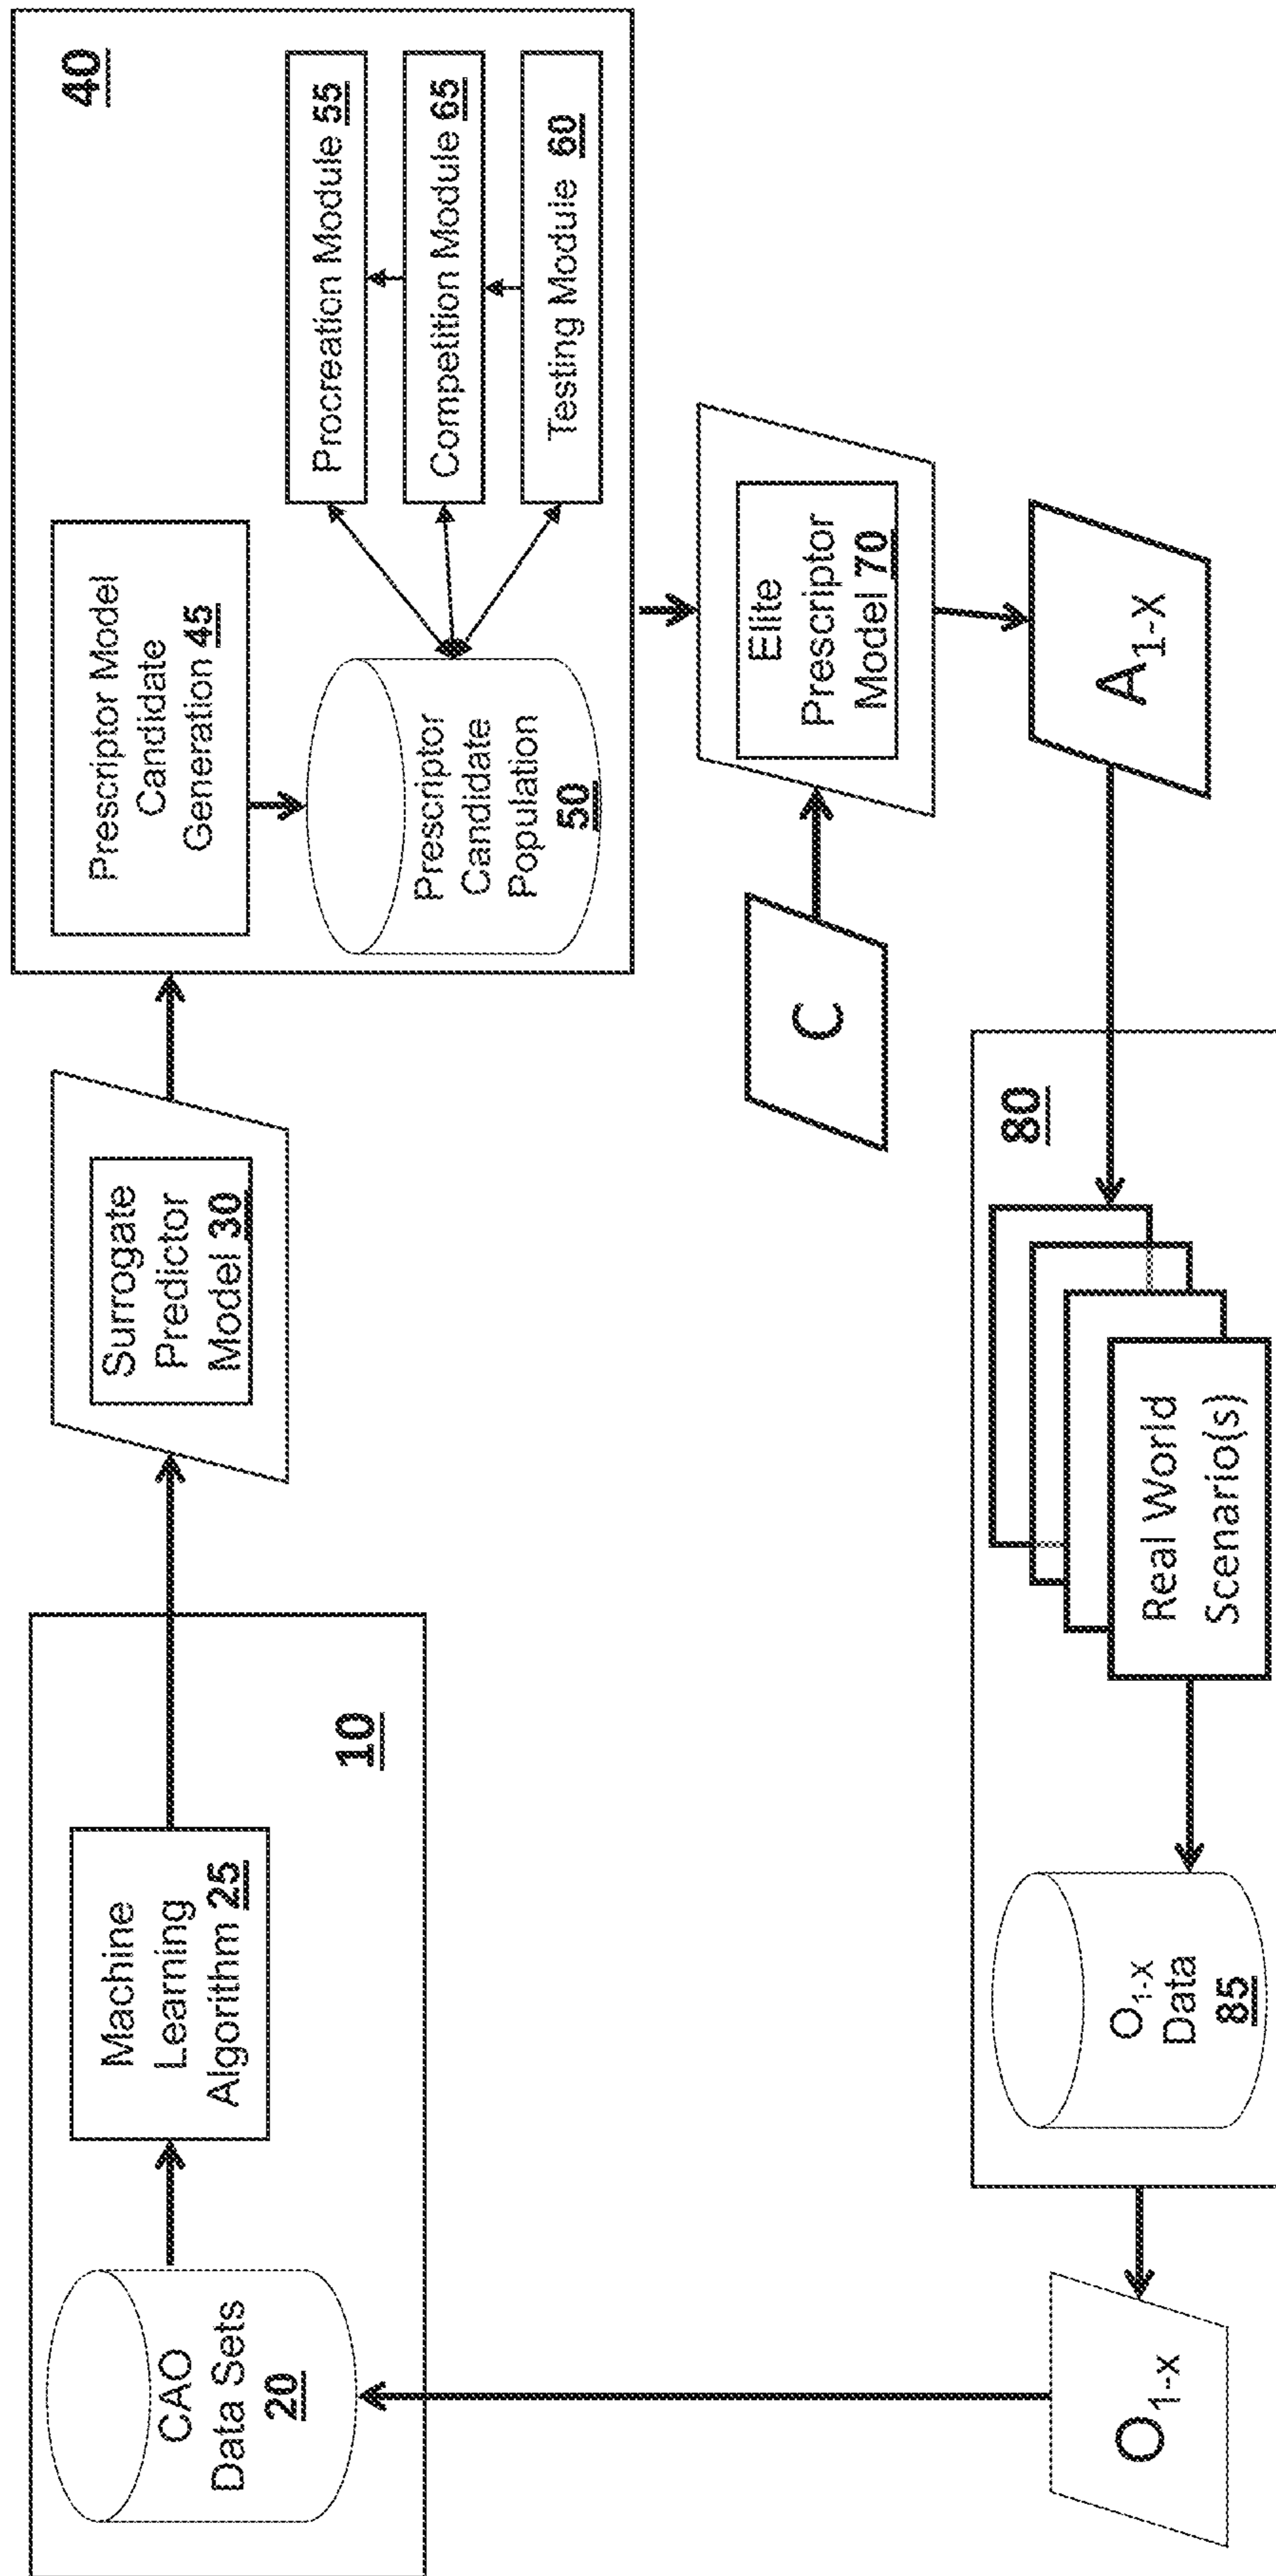 CAO
Data Sets
20
Machine
Learning
Algorithm 25
10
Surrogate
Predictor
Model 30
40
Prescriptor Model
Candidate
Generation 45
Prescriptor
Candidate
Population
50
Procreation Module 55
Competition Module 65
Testing Module 60
C
Elite
Prescriptor
Model 70
A1-X
80
Real World
Scenario(s)
O1-X
Data
85
O1-X